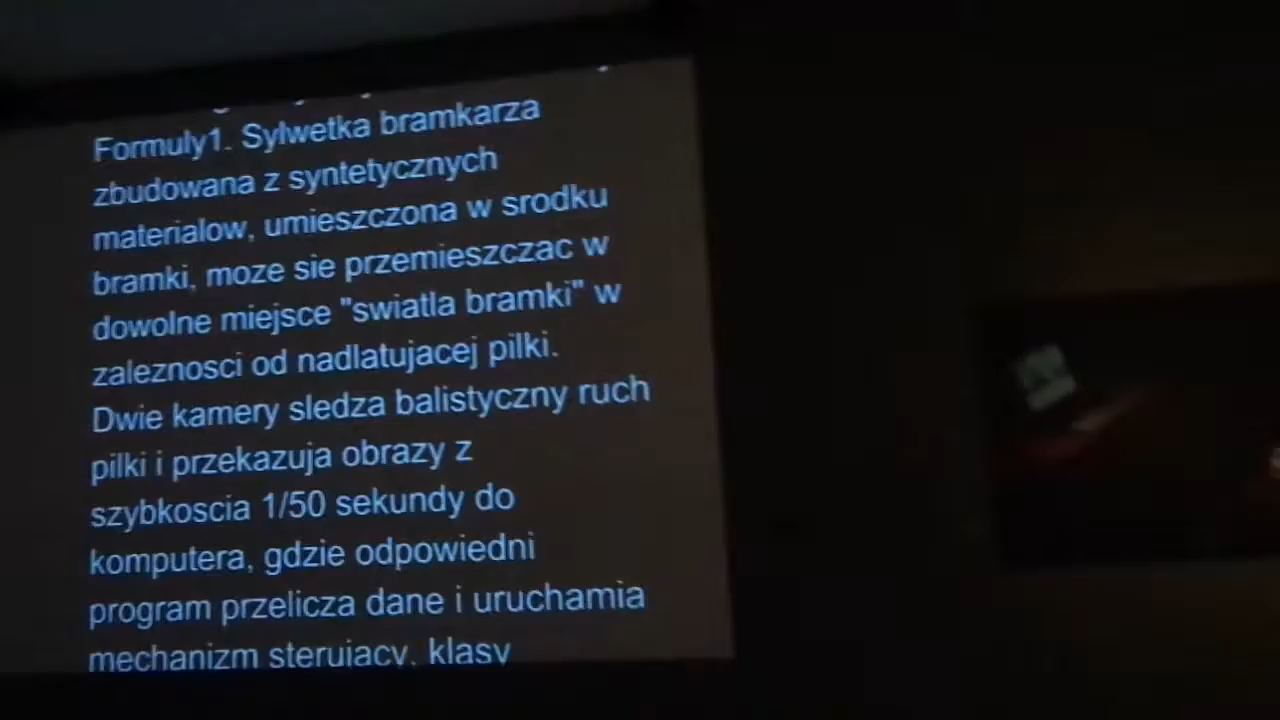 Formuly1. Sylwetka bramkarza
zbudowana z syntetycznych
materialow, umieszczona w srodku
bramki, moze sie przemieszczac w
dowolne miejsce "swiatla bramki" w
zaleznosci od nadlatujacej pilki.
Dwie kamery sledza balistyczny ruch
pilki i przekazuja obrazy z
szybkoscia 1/50 sekundy do
komputera, gdzie odpowiedni
program przelicza dane i uruchamia
mechanizm sterujacy, klasy